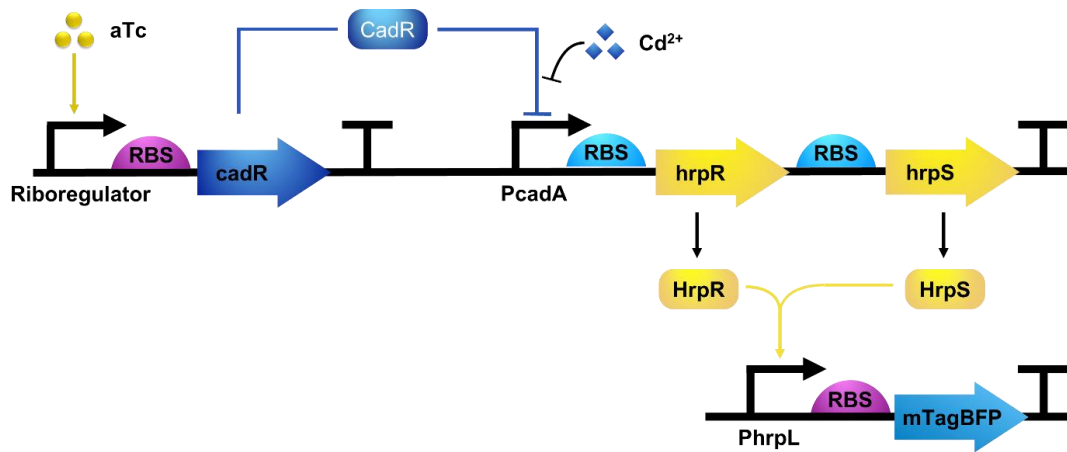 aTc
CadR
Cd²⁺
RBS
cadR
RBS
hrpR
RBS
hrpS
Riboregulator
PcadA
HrpR
HrpS
RBS
mTagBFP
PhrpL